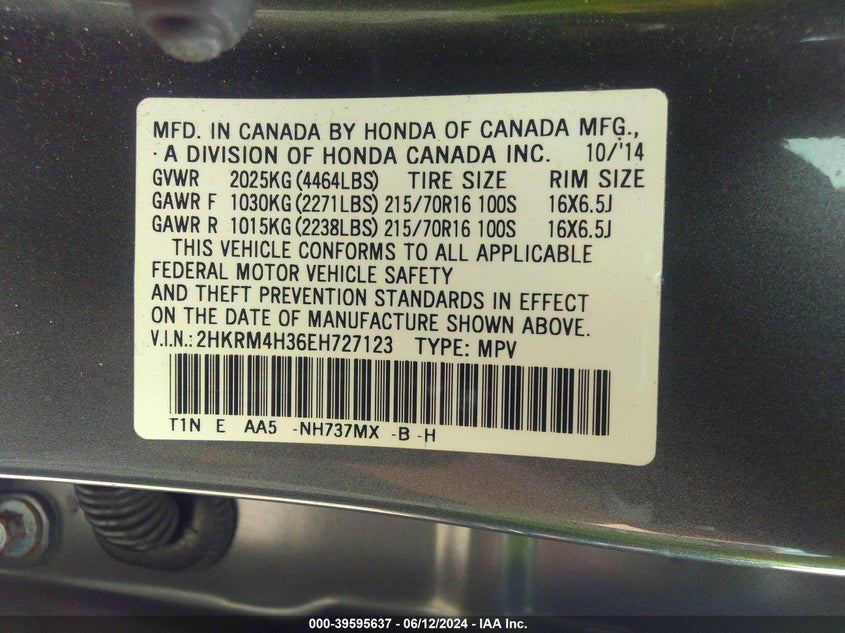 MFD. IN CANADA BY HONDA OF CANADA MFG.,
A DIVISION OF HONDA CANADA INC. 10/'14
GVWR 2025KG (4464LBS) TIRE SIZE RIM SIZE
GAWR F 1030KG (2271LBS) 215/70R16 100S 16X6.5J
GAWR R 1015KG (2238LBS) 215/70R16 100S 16X6.5J
THIS VEHICLE CONFORMS TO ALL APPLICABLE
FEDERAL MOTOR VEHICLE SAFETY
AND THEFT PREVENTION STANDARDS IN EFFECT
ON THE DATE OF MANUFACTURE SHOWN ABOVE.
V.I.N.: 2HKRM4H36EH727123 TYPE: MPV
T1N E AA5 -NH737MX -B -H
000-39595637 - 06/12/2024 - IAA Inc.